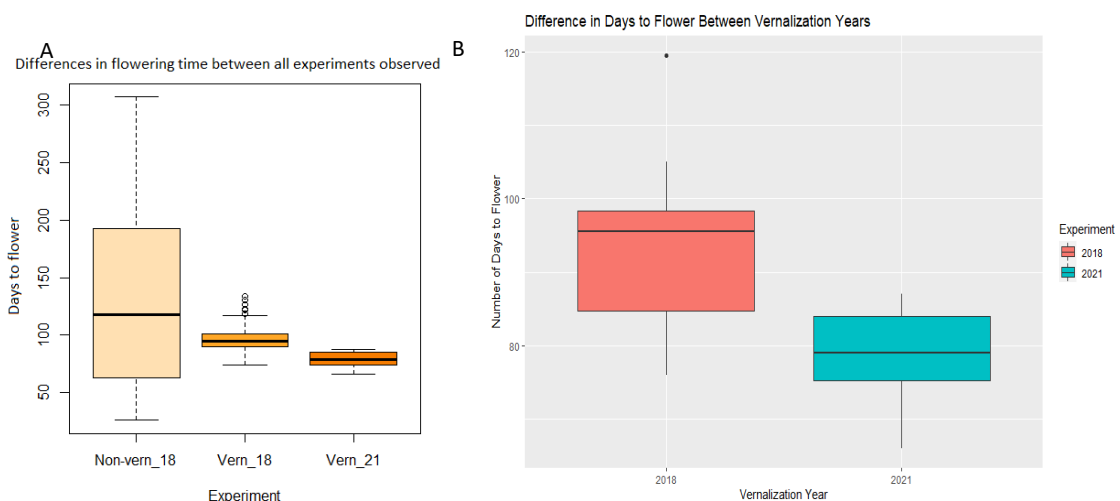 A
Differences in flowering time between all experiments observed
Days to flower
300
250
200
150
100
50
Non-vern_18 Vern_18 Vern_21
Experiment
B
Difference in Days to Flower Between Vernalization Years
Number of Days to Flower
120
100
80
2018 2021
Vernalization Year
Experiment
2018
2021